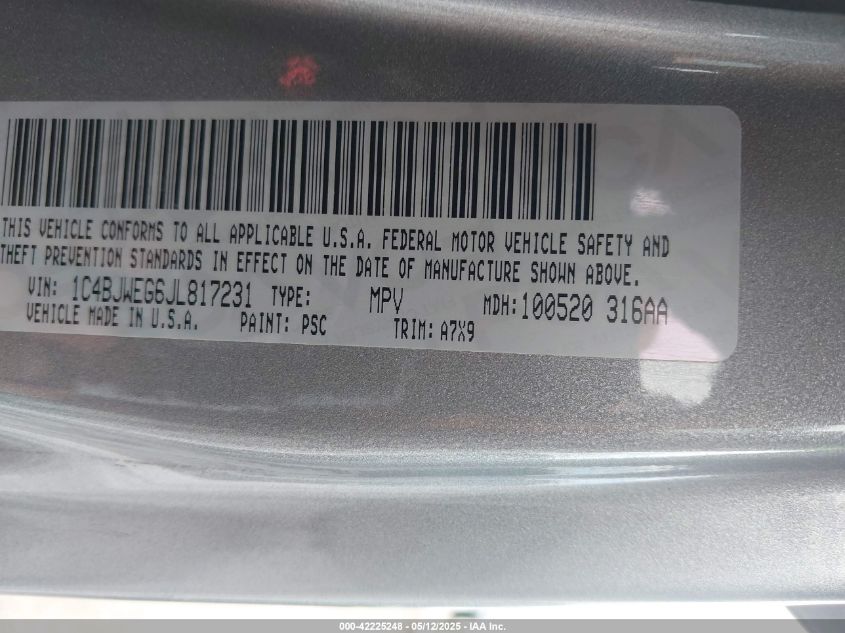 THIS VEHICLE CONFORMS TO ALL APPLICABLE U.S.A. FEDERAL MOTOR VEHICLE SAFETY AND
THEFT PREVENTION STANDARDS IN EFFECT ON THE DATE OF MANUFACTURE SHOWN ABOVE.
VIN: 1C4BJWEG6JL817231 TYPE: MPV MDH:100520 316AA
VEHICLE MADE IN U.S.A. PAINT: PSC TRIM: A7X9
000-42225248 - 05/12/2025 - IAA Inc.